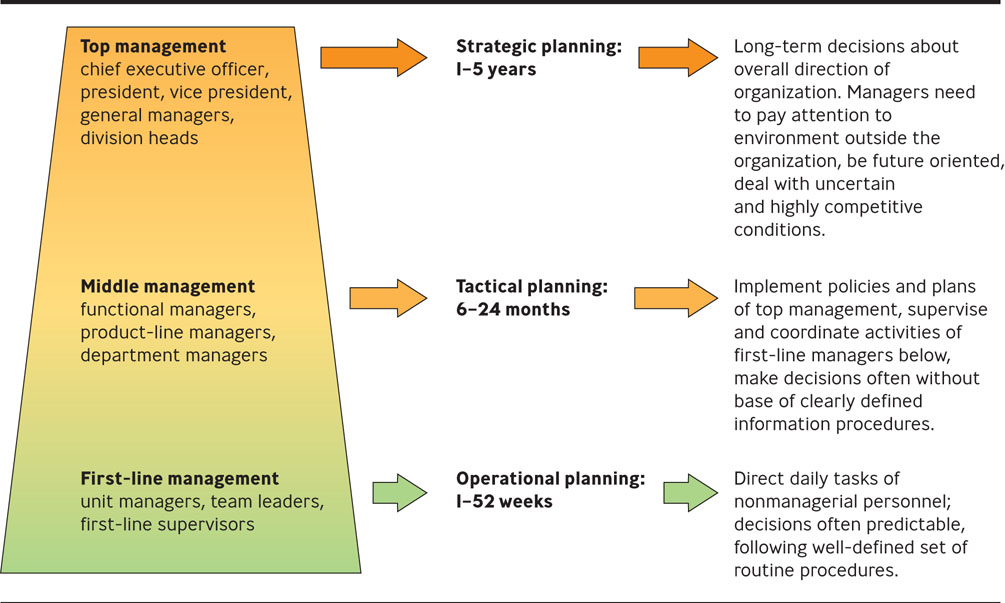 Top management
chief executive officer,
president, vice president,
general managers,
division heads
Strategic planning:
1–5 years
Long-term decisions about
overall direction of
organization. Managers need
to pay attention to
environment outside the
organization, be future oriented,
deal with uncertain
and highly competitive
conditions.
Middle management
functional managers,
product-line managers,
department managers
Tactical planning:
6–24 months
Implement policies and plans
of top management, supervise
and coordinate activities of
first-line managers below,
make decisions often without
base of clearly defined
information procedures.
First-line management
unit managers, team leaders,
first-line supervisors
Operational planning:
1–52 weeks
Direct daily tasks of
nonmanagerial personnel;
decisions often predictable,
following well-defined set of
routine procedures.